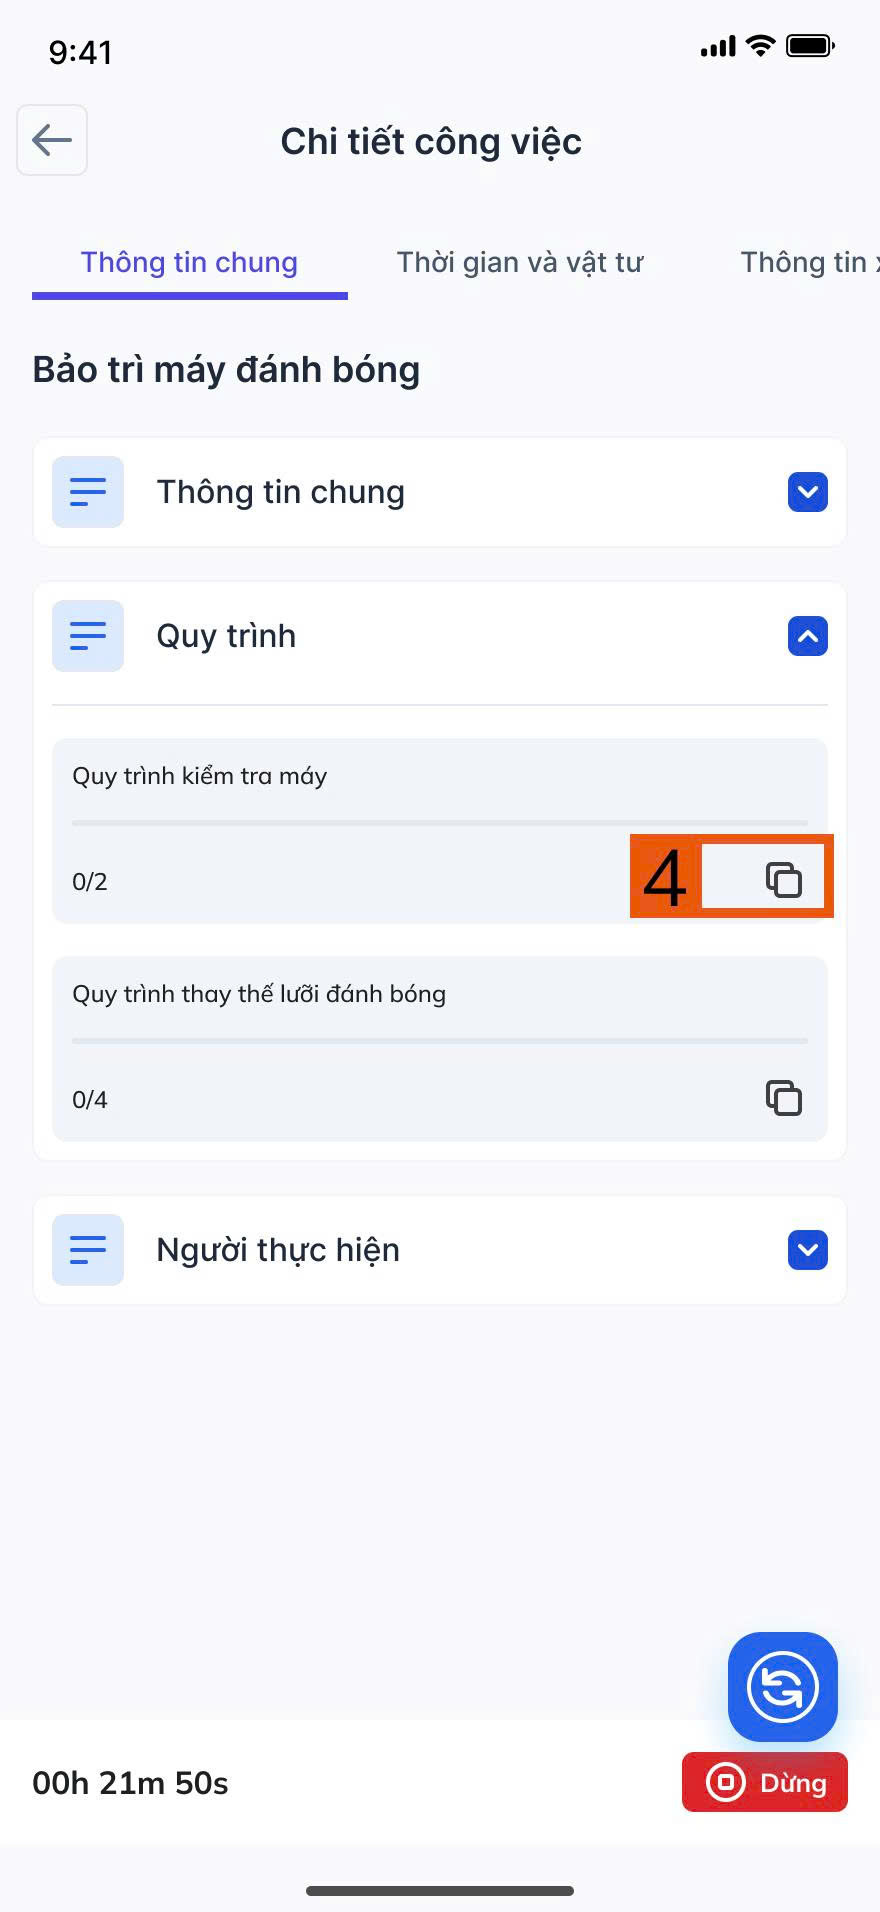 9:41
Chi tiết công việc
Thông tin chung
Thời gian và vật tư
Thông tin
Bảo trì máy đánh bóng
Thông tin chung
Quy trình
Quy trình kiểm tra máy
0/2
4
Quy trình thay thế lưỡi đánh bóng
0/4
Người thực hiện
00h 21m 50s
Dừng